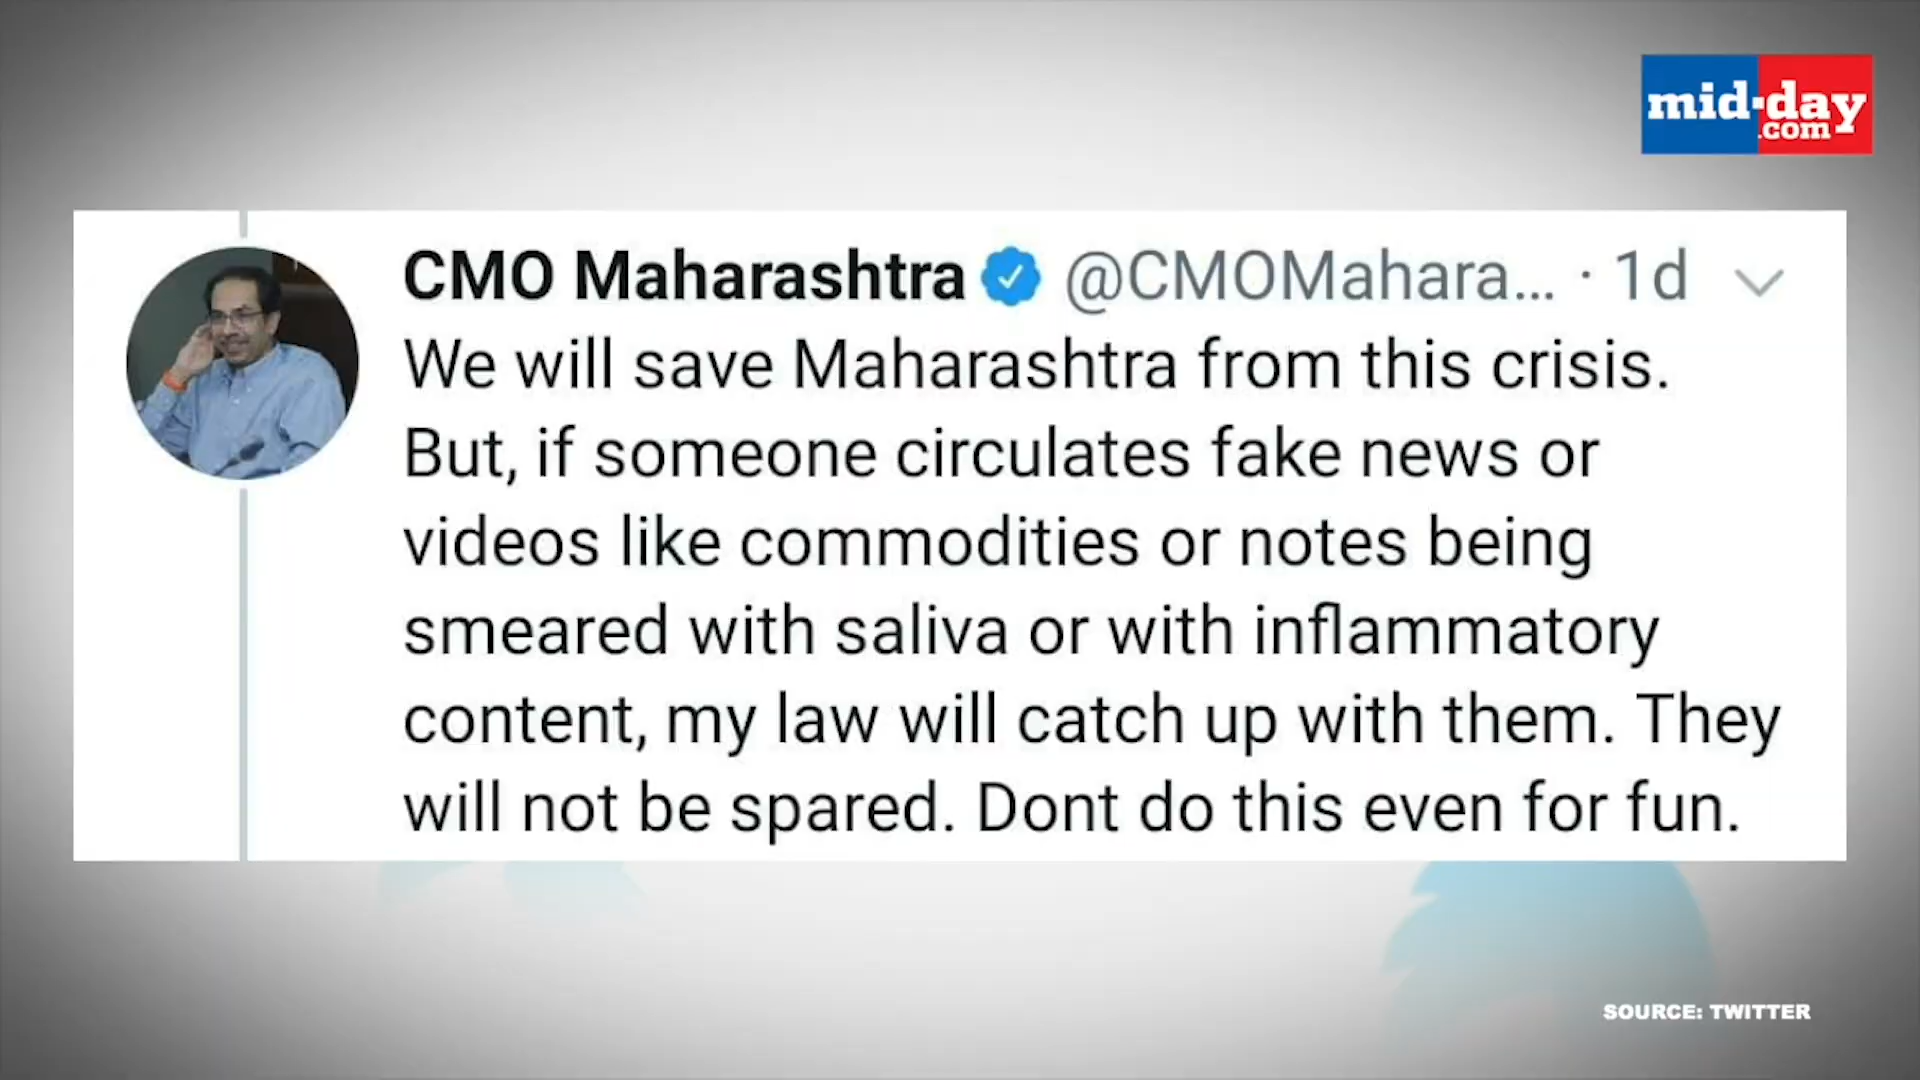 mid-day
.com
CMO Maharashtra @CMOMahara... · 1d
We will save Maharashtra from this crisis.
But, if someone circulates fake news or
videos like commodities or notes being
smeared with saliva or with inflammatory
content, my law will catch up with them. They
will not be spared. Dont do this even for fun.
SOURCE: TWITTER